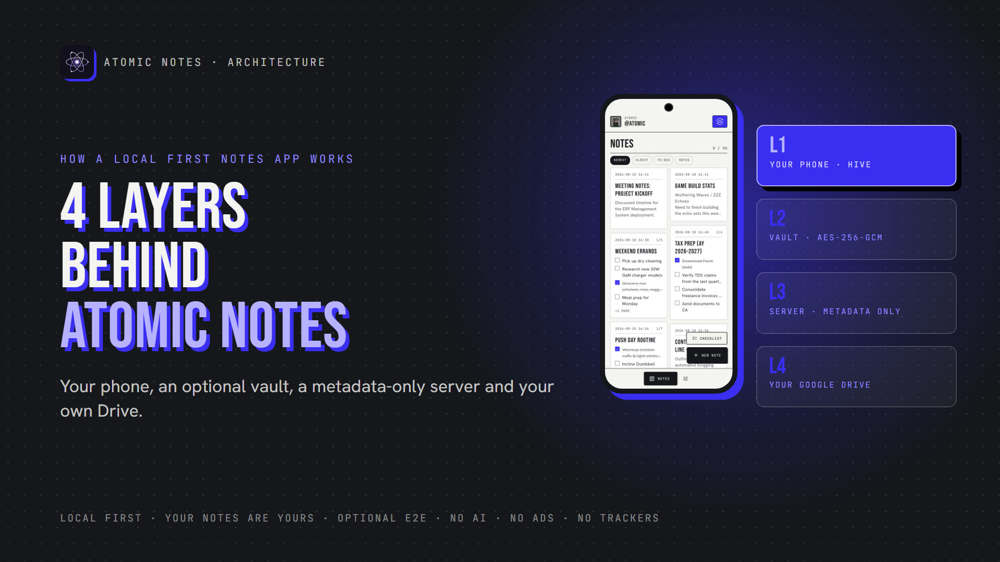 ATOMIC NOTES · ARCHITECTURE
HOW A LOCAL FIRST NOTES APP WORKS
4 LAYERS
BEHIND
ATOMIC NOTES
Your phone, an optional vault, a metadata-only server and your
own Drive.
ATOMIC
@ATOMIC
NOTES
8 / 50
NEWEST
OLDEST
TO-DOS
NOTES
2026-08-10 16:41
MEETING NOTES:
PROJECT KICKOFF
Discussed timeline for
the ERP Management
System deployment.
2026-08-10 16:41
GAME BUILD STATS
Wuthering Waves / ZZZ
Echoes
Need to finish building
the echo sets this wee...
2026-08-10 16:38 1/5
WEEKEND ERRANDS
Pick up dry cleaning
Research new 33W
GaN charger models
Grocery run
(chicken, rice, vegg...
Meal prep for
Monday
+1 MORE
2026-08-10 16:40 1/4
TAX PREP (AY
2026-2027)
Download Form
26AS
Verify TDS claims
from the last quart...
Consolidate
freelance invoices ...
Send documents to
CA
2026-08-10 16:36 1/7
PUSH DAY ROUTINE
Warmup (rotator
cuffs & light stretc...
Incline Dumbbell
2026-08-10 16:36
CONT
LINE
Outlin
automated blogging
CHECKLIST
+ NEW NOTE
NOTES
L1
YOUR PHONE · HIVE
L2
VAULT · AES-256-GCM
L3
SERVER · METADATA ONLY
L4
YOUR GOOGLE DRIVE
LOCAL FIRST · YOUR NOTES ARE YOURS · OPTIONAL E2E · NO AI · NO ADS · NO TRACKERS